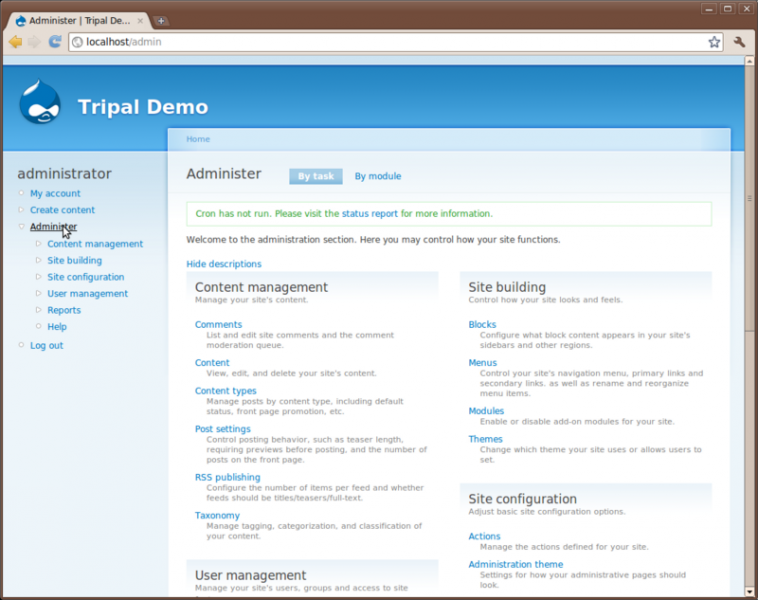 Administer | Tripal De...
localhost/admin
Tripal Demo
Home
administrator
My account
Create content
Administer
Content management
Site building
Site configuration
User management
Reports
Help
Log out
Administer
By task
By module
Cron has not run. Please visit the status report for more information.
Welcome to the administration section. Here you may control how your site functions.
Hide descriptions
Content management
Manage your site's content.
Comments
List and edit site comments and the comment
moderation queue.
Content
View, edit, and delete your site's content.
Content types
Manage posts by content type, including default
status, front page promotion, etc.
Post settings
Control posting behavior, such as teaser length,
requiring previews before posting, and the number of
posts on the front page.
RSS publishing
Configure the number of items per feed and whether
feeds should be titles/teasers/full-text.
Taxonomy
Manage tagging, categorization, and classification of
your content.
User management
Manage your site's users, groups and access to site
Site building
Control how your site looks and feels.
Blocks
Configure what block content appears in your site's
sidebars and other regions.
Menus
Control your site's navigation menu, primary links and
secondary links. as well as rename and reorganize
menu items.
Modules
Enable or disable add-on modules for your site.
Themes
Change which theme your site uses or allows users to
set.
Site configuration
Adjust basic site configuration options.
Actions
Manage the actions defined for your site.
Administration theme
Settings for how your administrative pages should
look.